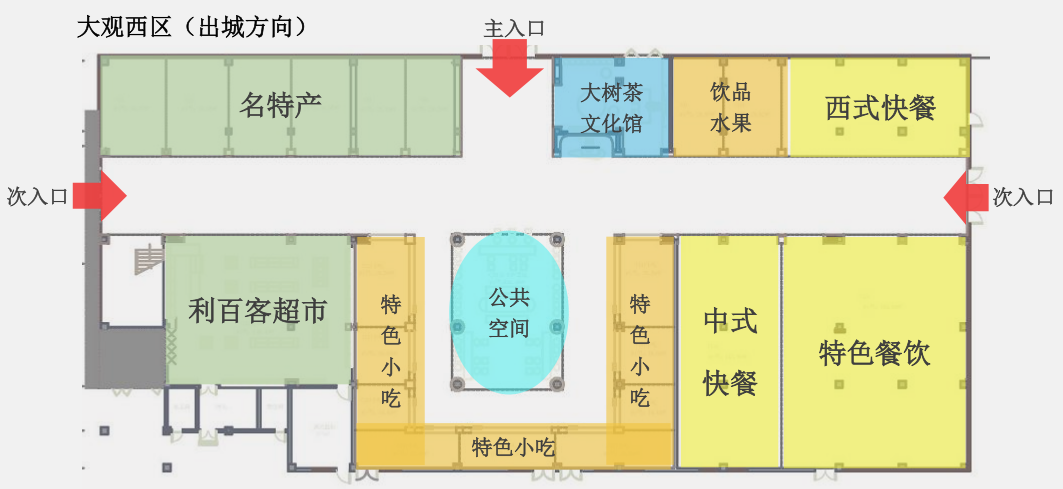 大观西区（出城方向）
主入口
名特产
大树茶
文化馆
饮品
水果
西式快餐
次入口
次入口
利百客超市
特色小吃
公共
空间
特色小吃
中式
快餐
特色餐饮
特色小吃